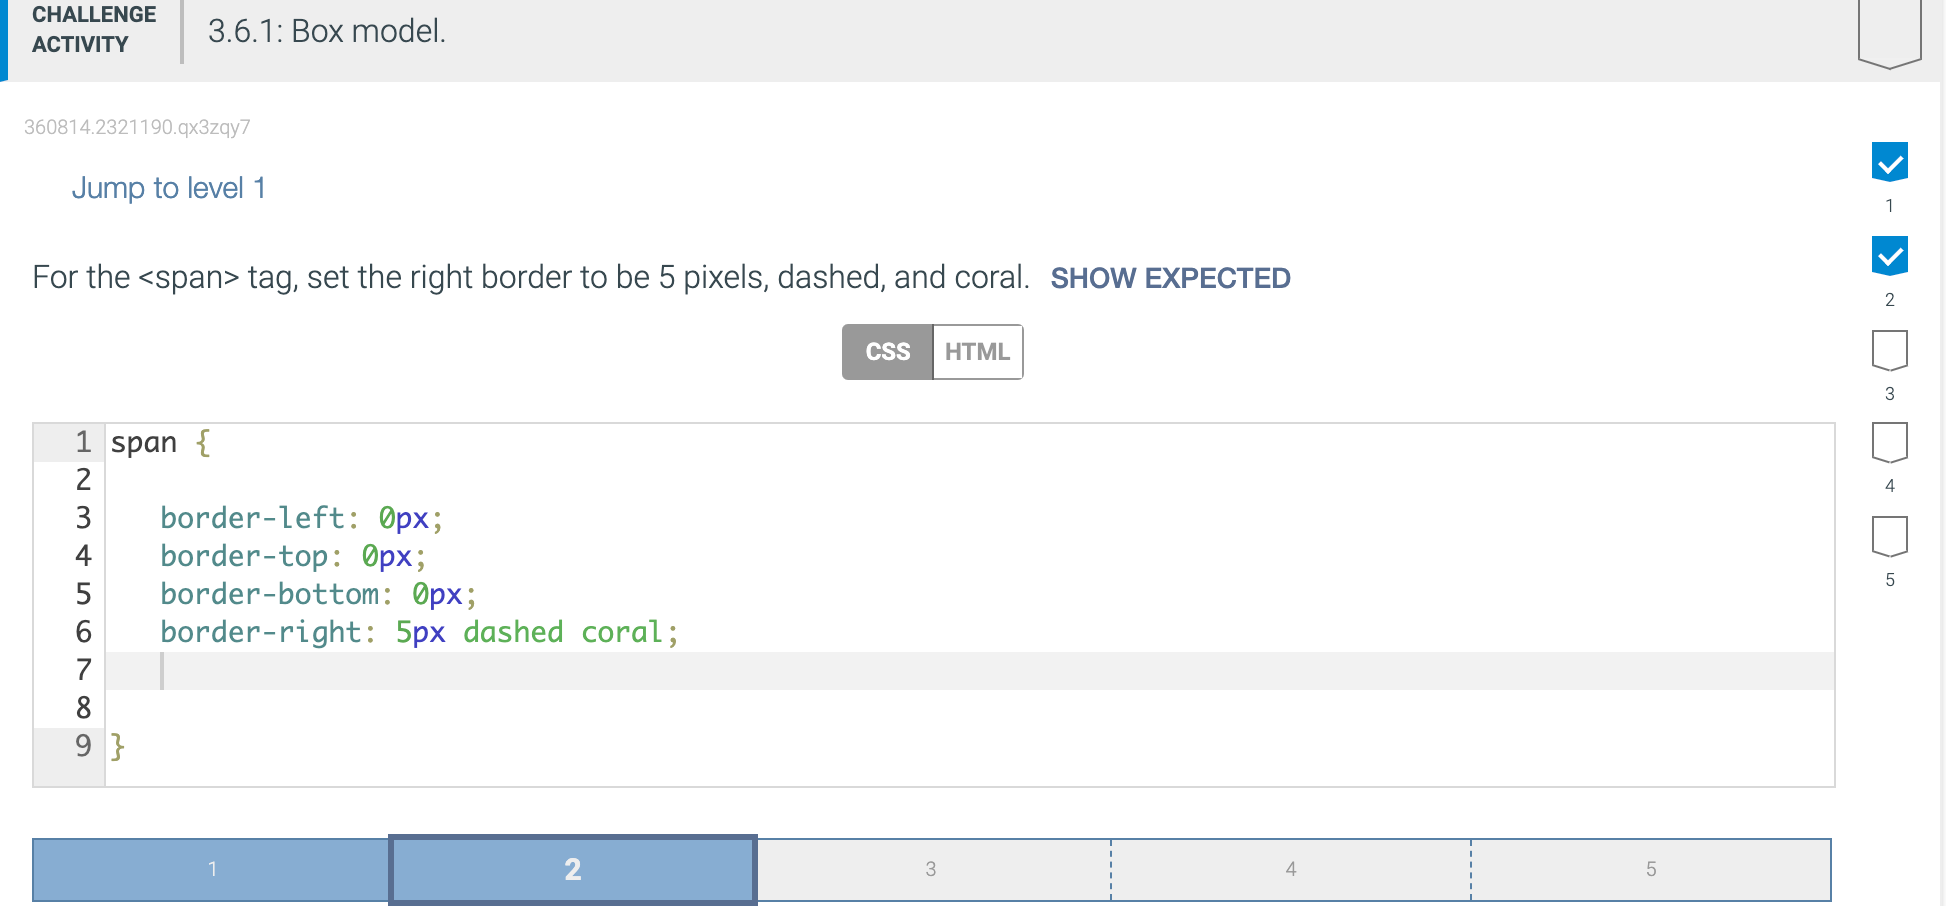 CHALLENGE
ACTIVITY
3.6.1: Box model.
360814.2321190.qx3zqy7
Jump to level 1
1
2
3
4
5
For the <span> tag, set the right border to be 5 pixels, dashed, and coral. SHOW EXPECTED
CSS HTML
1 span {
2
3 border-left: 0px;
4 border-top: 0px;
5 border-bottom: 0px;
6 border-right: 5px dashed coral;
7
8
9 }
1 2 3 4 5